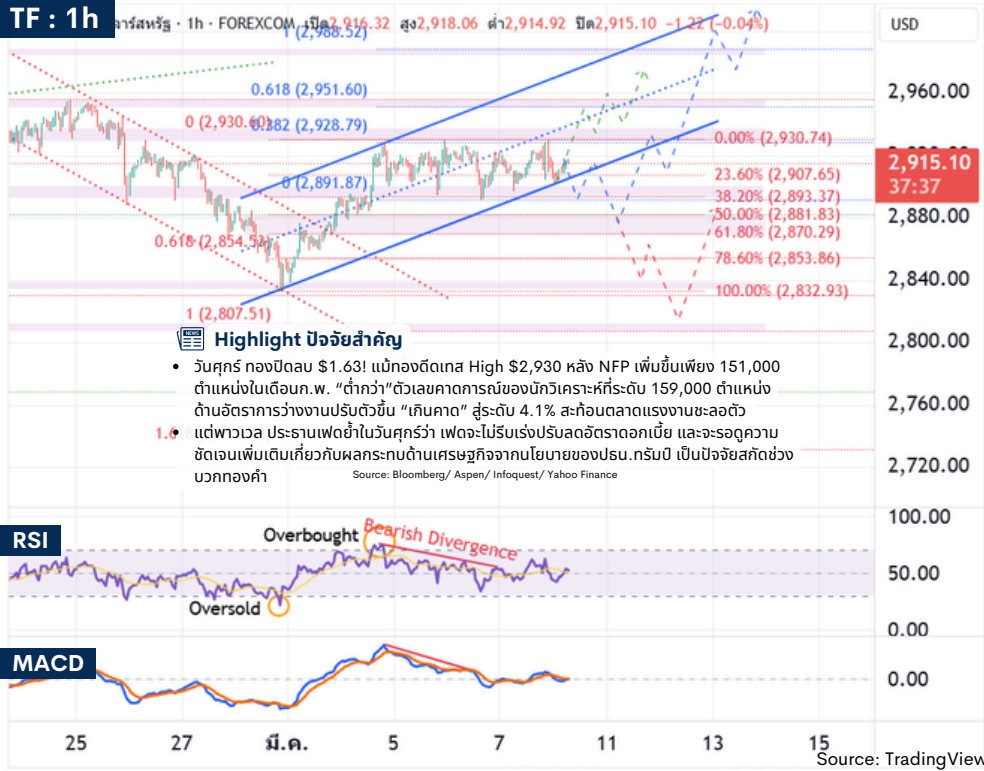 TF : 1h
าร์สหรัฐ · 1h · FOREXCOM เปิด2,916.32 สูง2,918.06 ต่ำ2,914.92 ปิด2,915.10 −1.22 (−0.04%)
USD
1 (2,988.52)
0.618 (2,951.60)
0 (2,930.60)
0.382 (2,928.79)
0 (2,891.87)
0.618 (2,854.53)
1 (2,807.51)
0.00% (2,930.74)
23.60% (2,907.65)
38.20% (2,893.37)
50.00% (2,881.83)
61.80% (2,870.29)
78.60% (2,853.86)
100.00% (2,832.93)
2,960.00
2,915.10
37:37
2,880.00
2,840.00
2,800.00
2,760.00
2,720.00
NEWS
Highlight ปัจจัยสำคัญ
• วันศุกร์ ทองปิดลบ $1.63! แม้ทองดีดเทส High $2,930 หลัง NFP เพิ่มขึ้นเพียง 151,000
ตำแหน่งในเดือนก.พ. “ต่ำกว่า”ตัวเลขคาดการณ์ของนักวิเคราะห์ที่ระดับ 159,000 ตำแหน่ง
ด้านอัตราการว่างงานปรับตัวขึ้น “เกินคาด” สู่ระดับ 4.1% สะท้อนตลาดแรงงานชะลอตัว
• แต่พาวเวล ประธานเฟดย้ำในวันศุกร์ว่า เฟดจะไม่รีบเร่งปรับลดอัตราดอกเบี้ย และจะรอดูความ
ชัดเจนเพิ่มเติมเกี่ยวกับผลกระทบด้านเศรษฐกิจจากนโยบายของปธน.ทรัมป์ เป็นปัจจัยสกัดช่วง
บวกทองคำ
Source: Bloomberg/ Aspen/ Infoquest/ Yahoo Finance
RSI
Overbought
Bearish Divergence
Oversold
100.00
50.00
0.00
MACD
0.00
25 27 มี.ค. 5 7 11 13 15
Source: TradingView